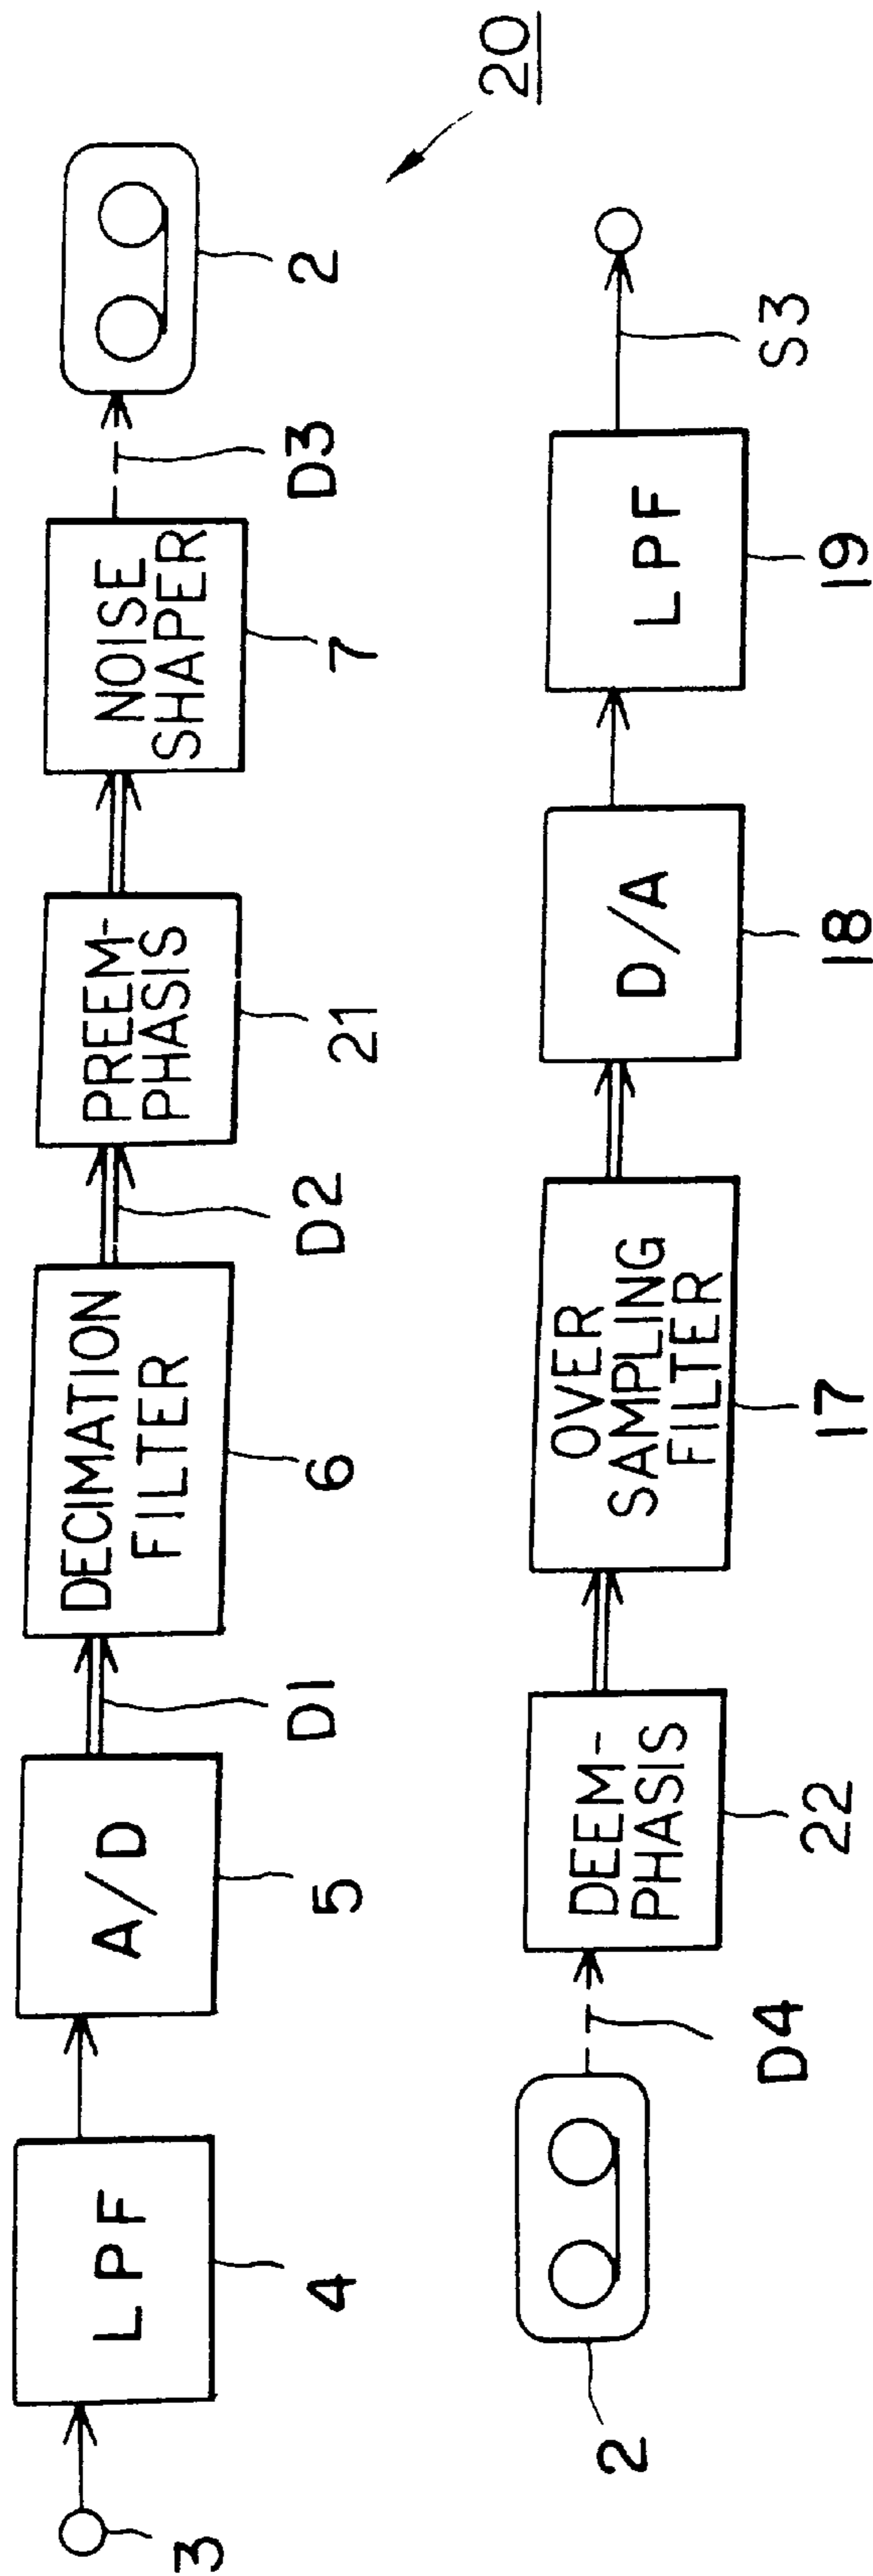 20
3
LPF
4
A/D
5
D1
DECIMATION
FILTER
6
D2
PREEM-
PHASIS
21
NOISE
SHAPER
7
D3
2
2
D4
DEEM-
PHASIS
22
OVER
SAMPLING
FILTER
17
D/A
18
LPF
19
S3